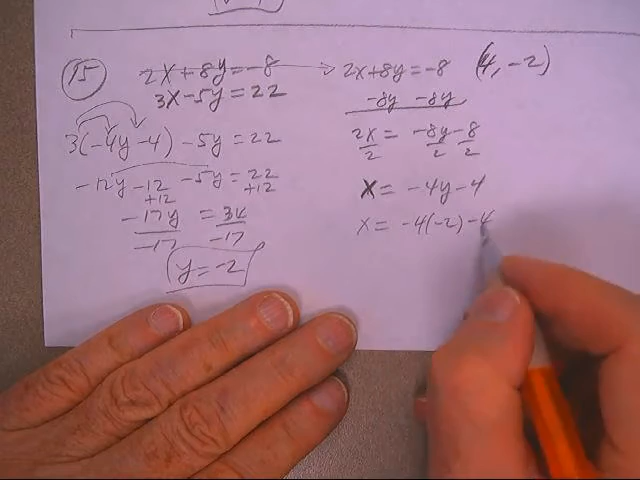 15
2x+8y=-8
3x-5y=22
3(-4y-4)-5y=22
-12y-12-5y=22
+12 +12
-17y = 34
-17 -17
y=-2
2x+8y=-8 (4,-2)
-8y -8y
2x = -8y-8
2 2 2
x = -4y-4
x = -4(-2)-4